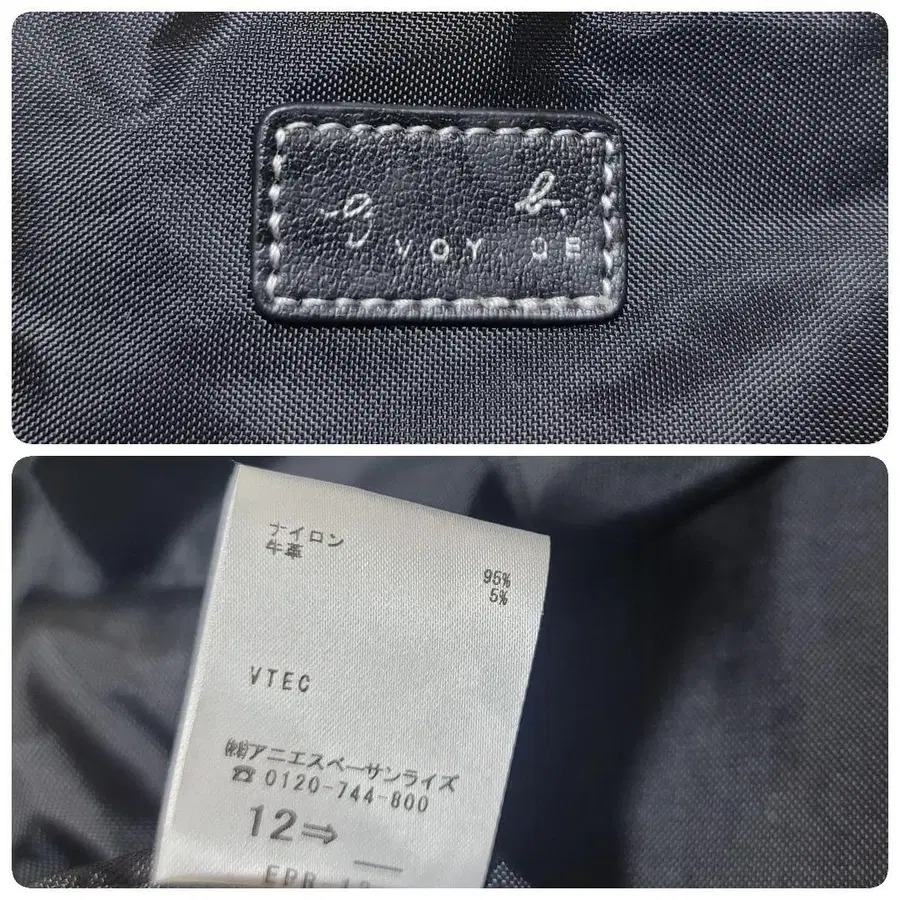 b.
VOY
ナイロン 95%
牛革 5%
VTEC
㈱アニエスベーサンライズ
☎0120-744-800
12⇒